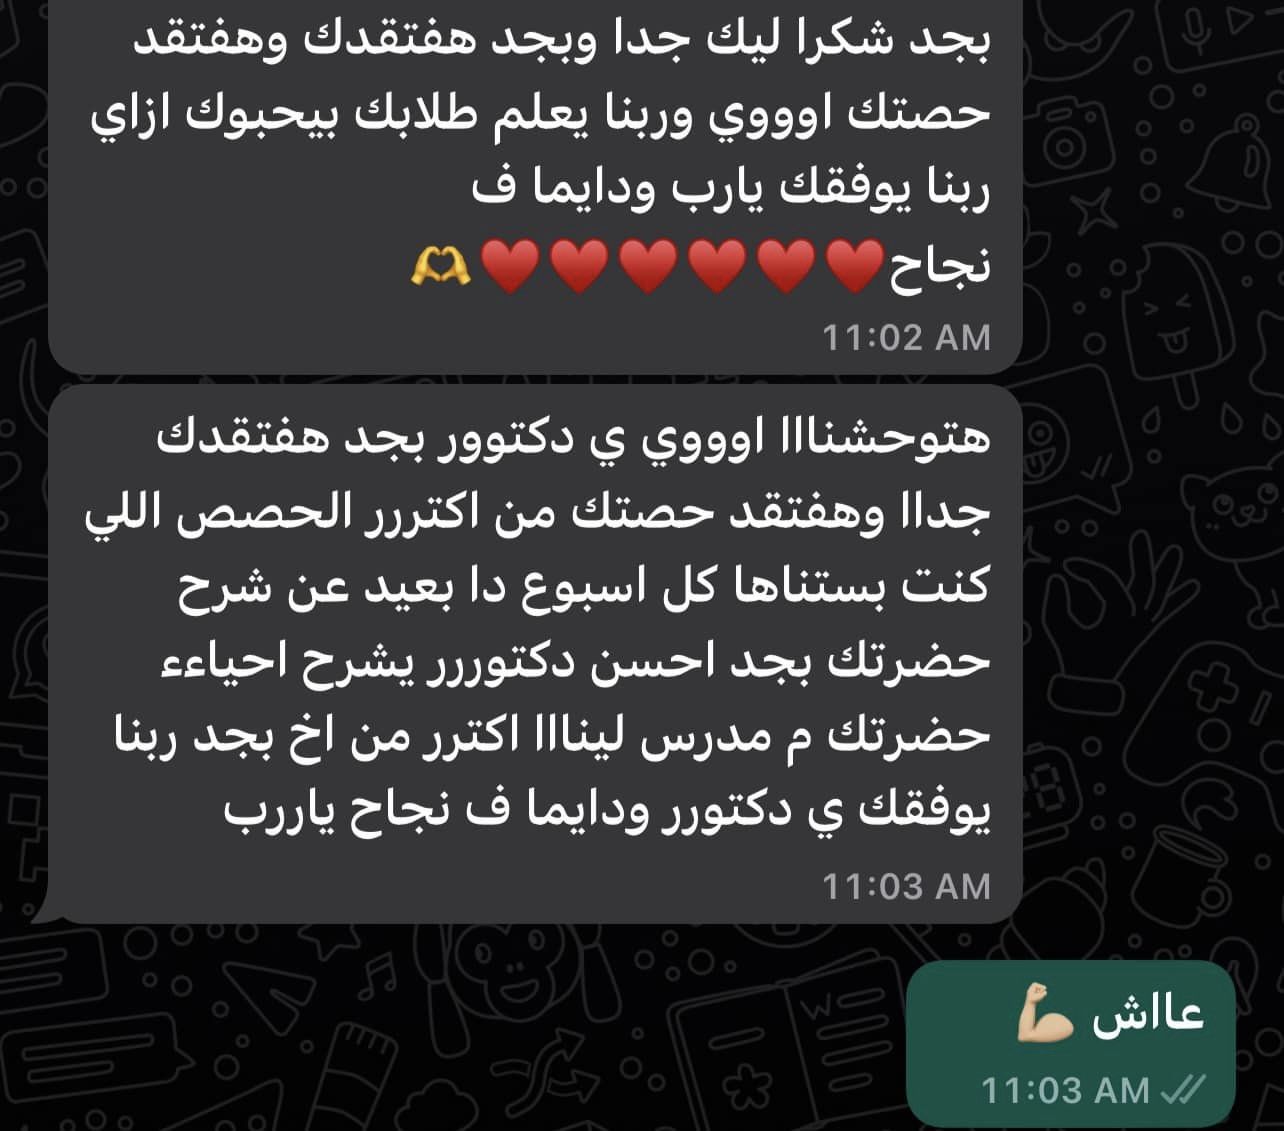 بجد شكرا ليك جدا وبجد هفتقدك وهفتقد
حصتك اوووي وربنا يعلم طلابك بيحبوك ازاي
ربنا يوفقك يارب ودايما ف
نجاح❤️❤️❤️❤️❤️❤️🫶
11:02 AM
هتوحشنااا اوووي ي دكتوور بجد هفتقدك
جداا وهفتقد حصتك من اكتررر الحصص اللي
كنت بستناها كل اسبوع دا بعيد عن شرح
حضرتك بجد احسن دكتوررر يشرح احياءء
حضرتك م مدرس لينااا اكترر من اخ بجد ربنا
يوفقك ي دكتورر ودايما ف نجاح ياررب
11:03 AM
عااش 💪🏼
11:03 AM